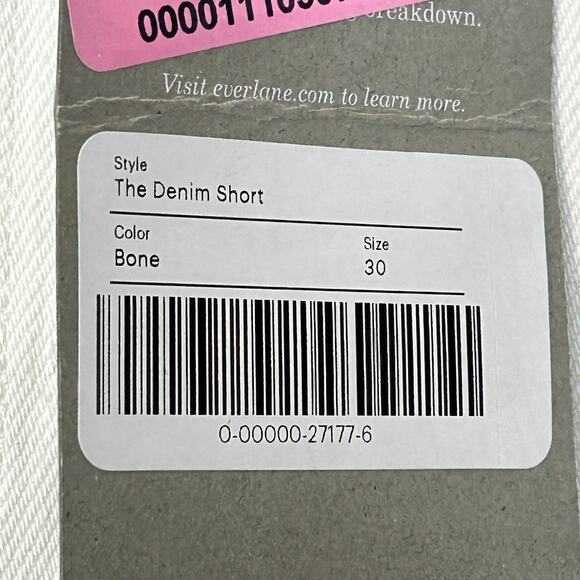 breakdown.
Visit everlane.com to learn more.
Style
The Denim Short
Color Size
Bone 30
0-00000-27177-6